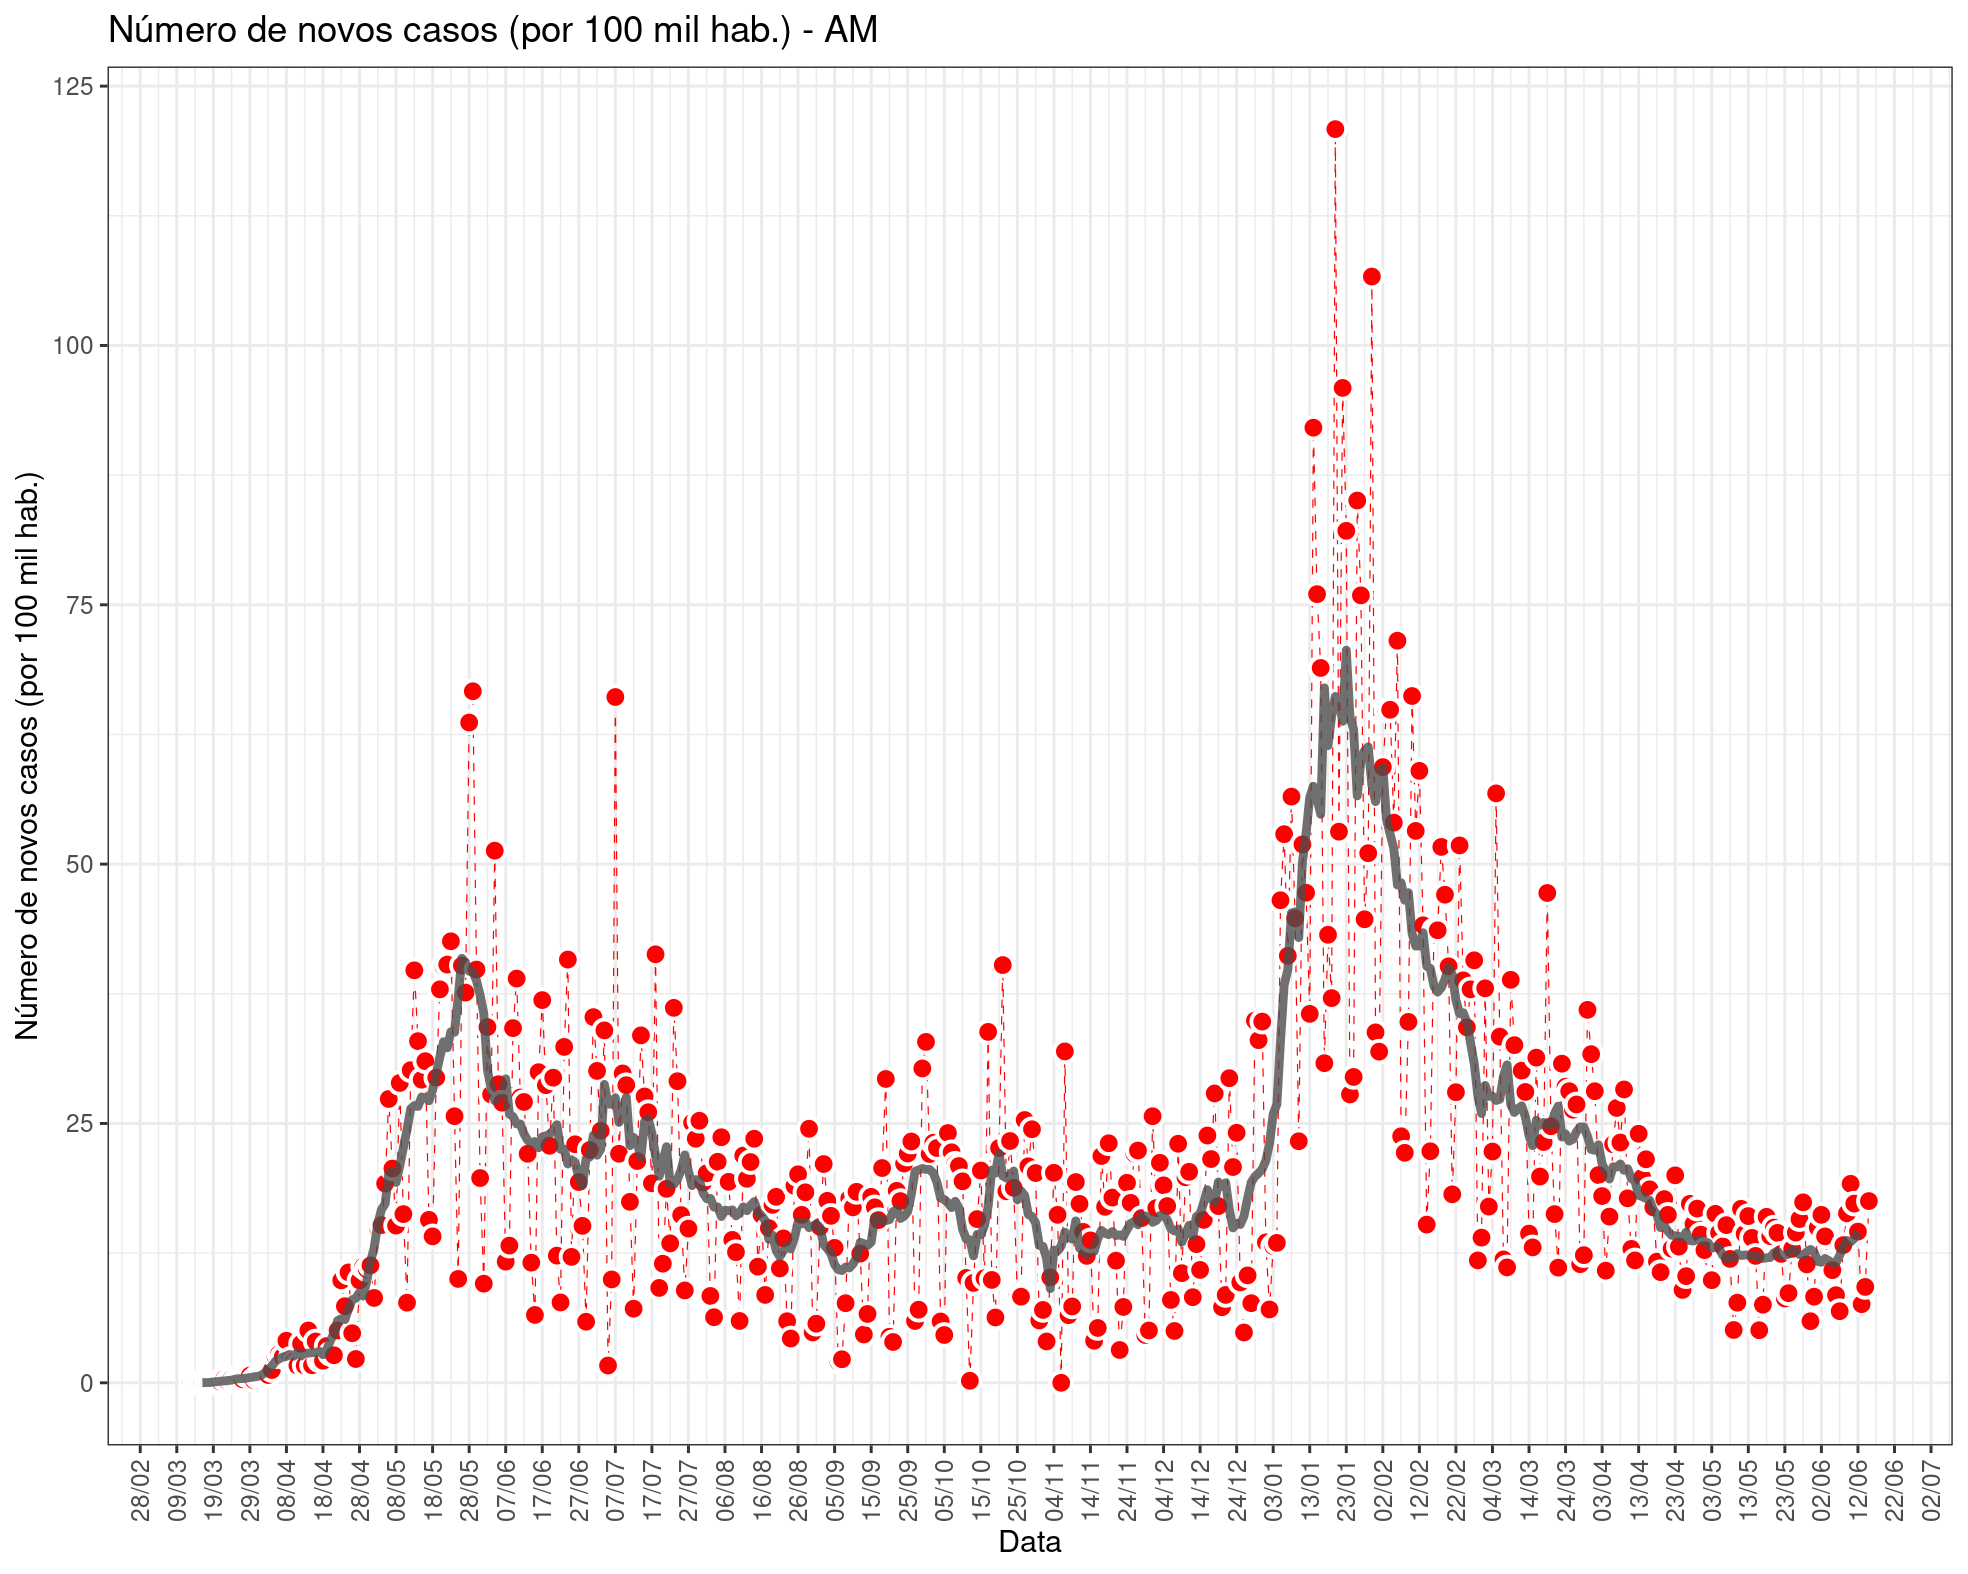 Número de novos casos (por 100 mil hab.) - AM
Número de novos casos (por 100 mil hab.)
125
100
75
50
25
0
28/02 09/03 19/03 29/03 08/04 18/04 28/04 08/05 18/05 28/05 07/06 17/06 27/06 07/07 17/07 27/07 06/08 16/08 26/08 05/09 15/09 25/09 05/10 15/10 25/10 04/11 14/11 24/11 04/12 14/12 24/12 03/01 13/01 23/01 02/02 12/02 22/02 04/03 14/03 24/03 03/04 13/04 23/04 03/05 13/05 23/05 02/06 12/06 22/06 02/07
Data